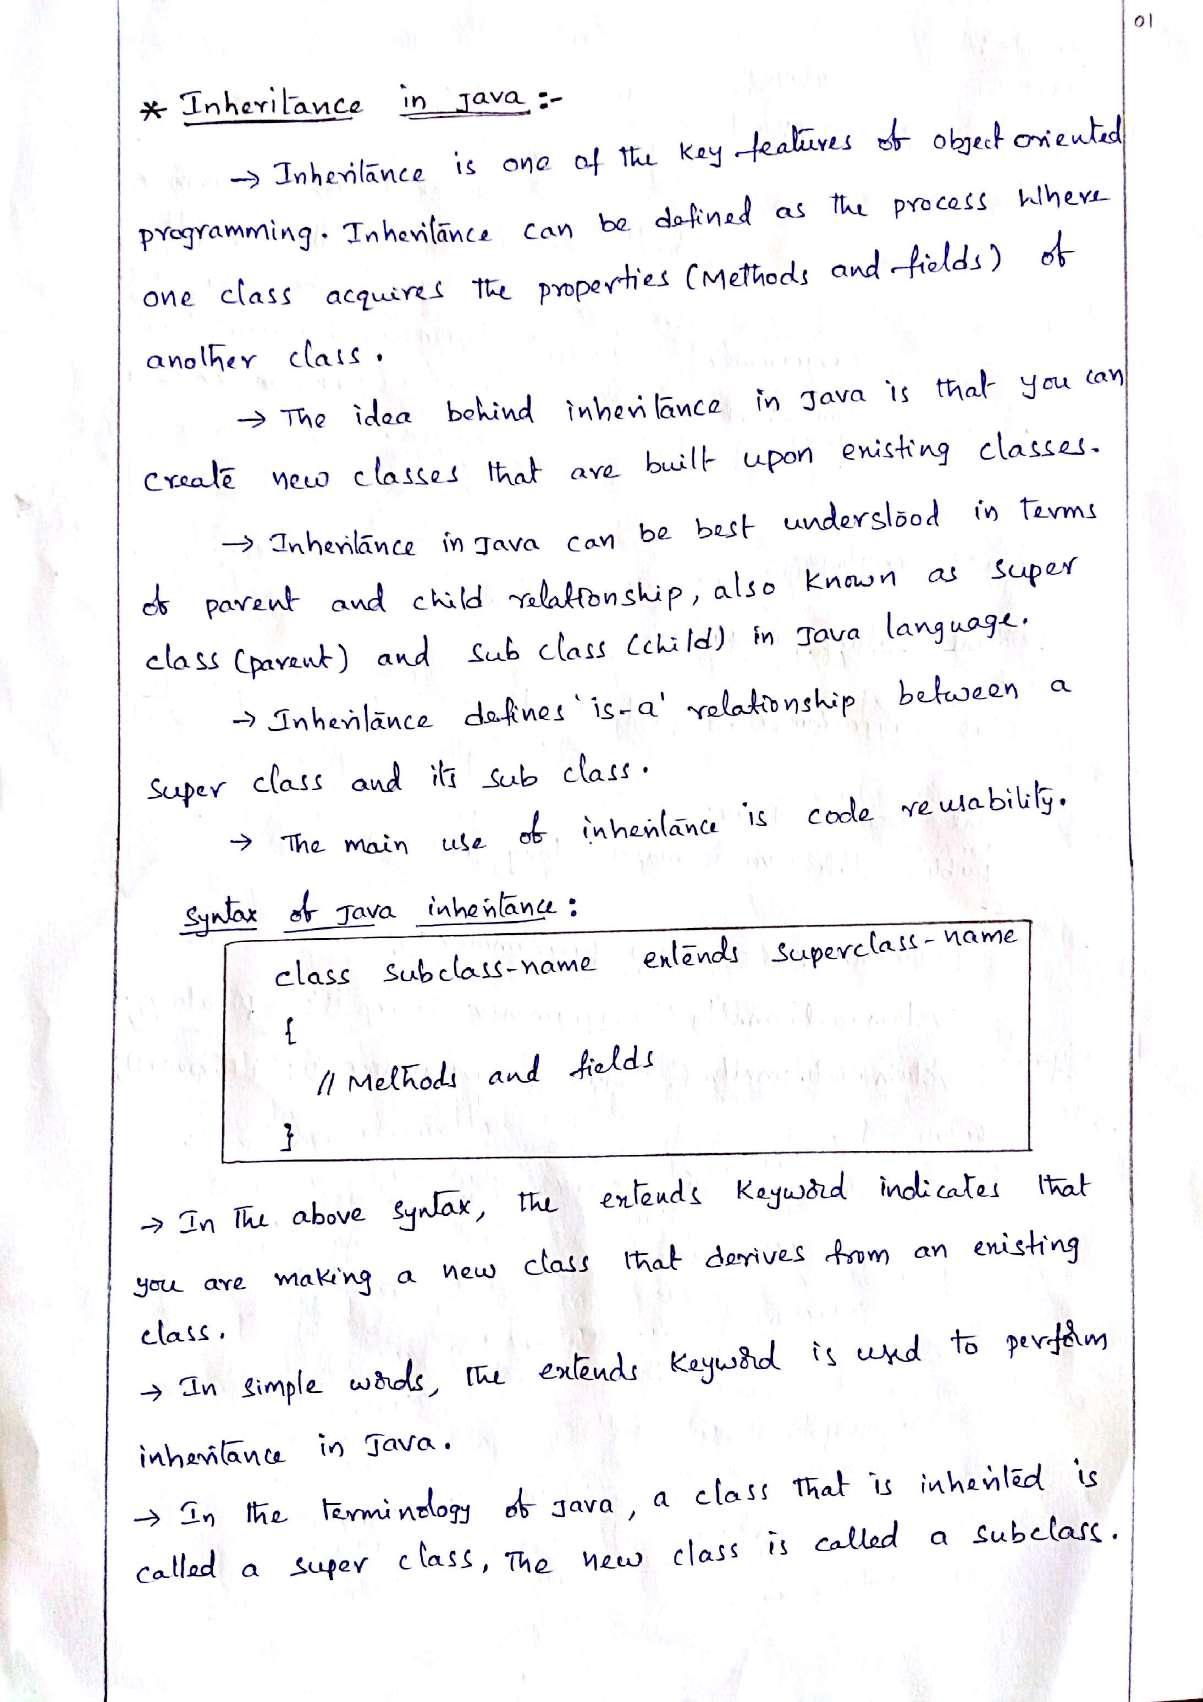 01
* Inheritance in Java :-
→ Inheritance is one of the key features of object oriented
programming. Inheritance can be defined as the process where
one class acquires the properties (Methods and fields) of
another class.
→ The idea behind inheritance in Java is that you can
create new classes that are built upon existing classes.
→ Inheritance in Java can be best understood in terms
of parent and child relationship, also known as super
class (parent) and sub class (child) in Java language.
→ Inheritance defines 'is-a' relationship between a
super class and its sub class.
→ The main use of inheritance is code reusability.
Syntax of Java inheritance :
class subclass-name extends superclass-name
{
// Methods and fields
}
→ In The above syntax, the extends keyword indicates that
you are making a new class that derives from an existing
class.
→ In simple words, the extends keyword is used to perform
inheritance in Java.
→ In the terminology of Java, a class that is inherited is
called a super class, The new class is called a subclass.